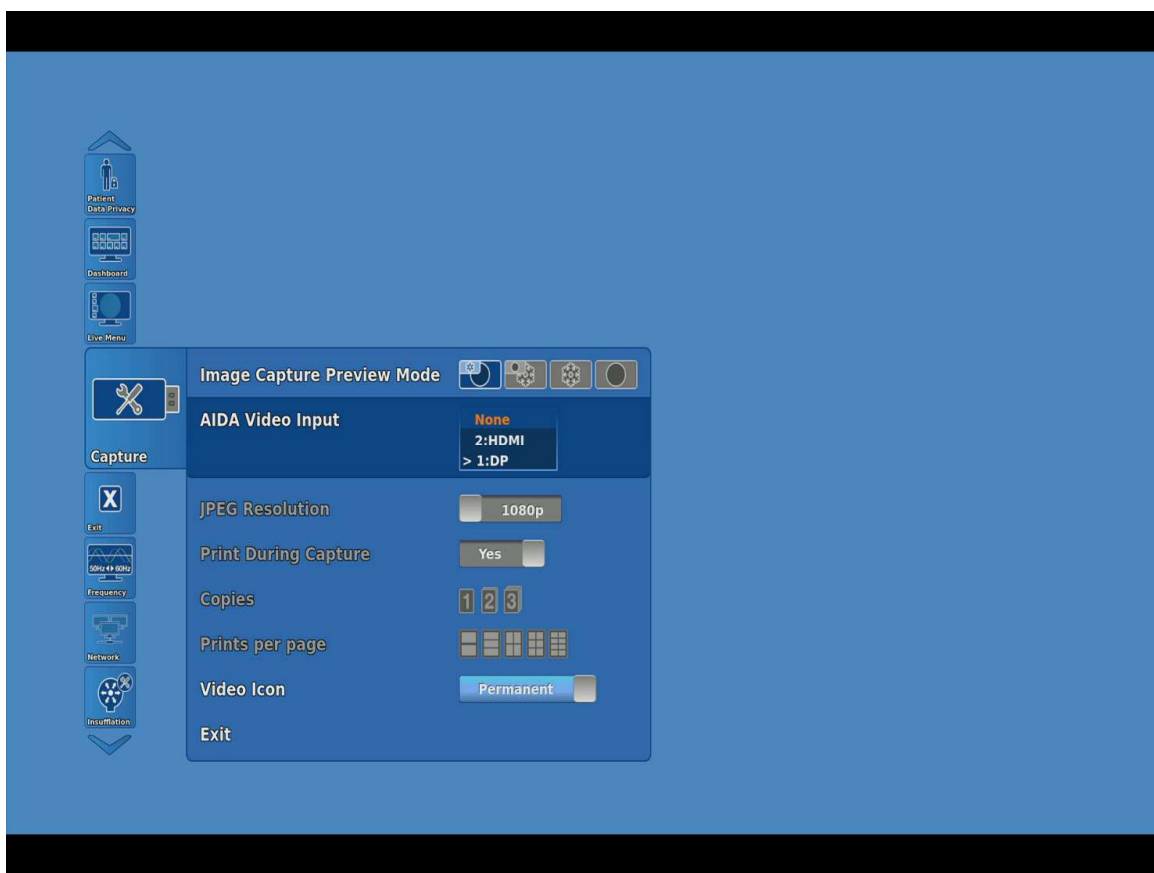 Patient
Data Privacy
Dashboard
Live Menu
Capture
X
Exit
50Hz 60Hz
Frequency
Network
Insufflation
Image Capture Preview Mode
AIDA Video Input
None
2:HDMI
> 1:DP
JPEG Resolution
1080p
Print During Capture
Yes
Copies
1 2 3
Prints per page
Video Icon
Permanent
Exit